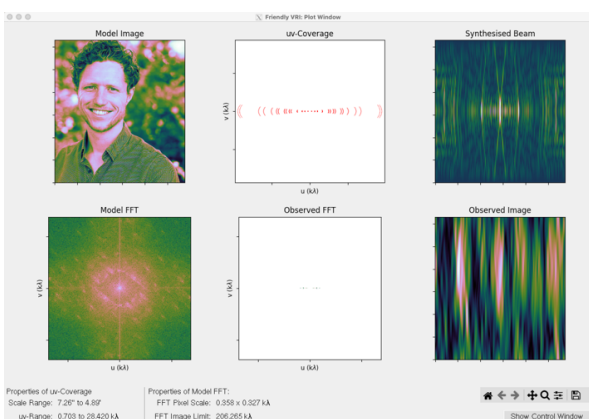 Friendly VRI: Plot Window
Model Image
uv-Coverage
Synthesised Beam
v (kλ)
u (kλ)
Model FFT
Observed FFT
Observed Image
v (kλ)
v (kλ)
u (kλ)
u (kλ)
Properties of uv-Coverage
Scale Range: 7.26" to 4.89'
uv-Range: 0.703 to 28.420 kλ
Properties of Model FFT:
FFT Pixel Scale: 0.358 x 0.327 kλ
FFT Image Limit: 206.265 kλ
Show Control Window